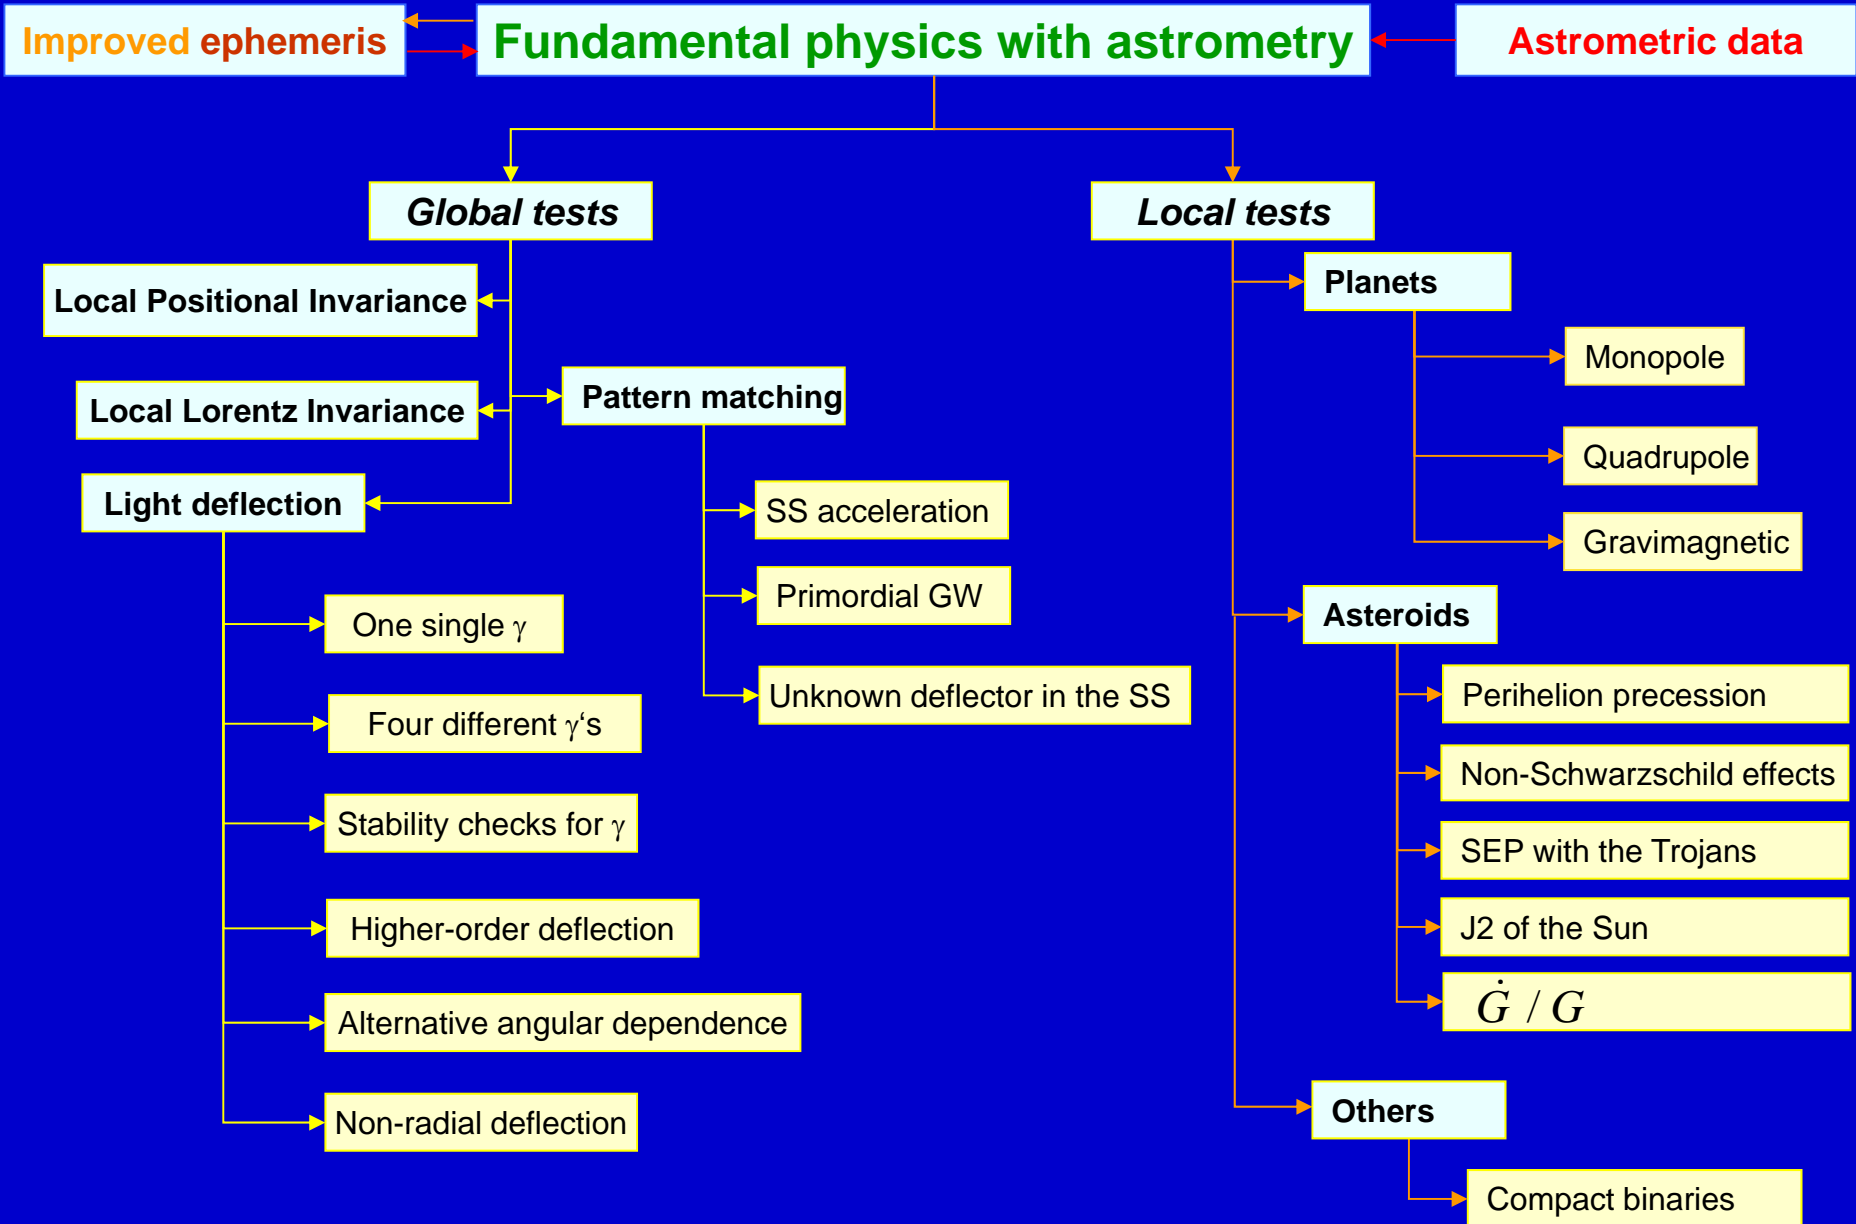 Improved ephemeris
Fundamental physics with astrometry
Astrometric data
Global tests
Local Positional Invariance
Local Lorentz Invariance
Pattern matching
SS acceleration
Primordial GW
Unknown deflector in the SS
Light deflection
One single γ
Four different γ‘s
Stability checks for γ
Higher-order deflection
Alternative angular dependence
Non-radial deflection
Local tests
Planets
Monopole
Quadrupole
Gravimagnetic
Asteroids
Perihelion precession
Non-Schwarzschild effects
SEP with the Trojans
J2 of the Sun
Ġ / G
Others
Compact binaries